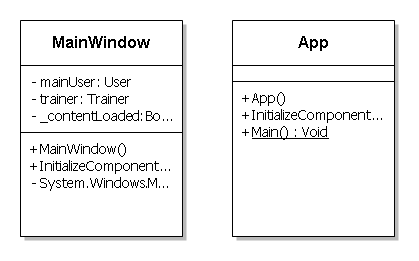 MainWindow
- mainUser: User
- trainer: Trainer
- _contentLoaded:Bo...
+ MainWindow()
+ InitializeComponent...
- System.Windows.M...
App
+ App()
+ InitializeComponent...
+ Main() : Void